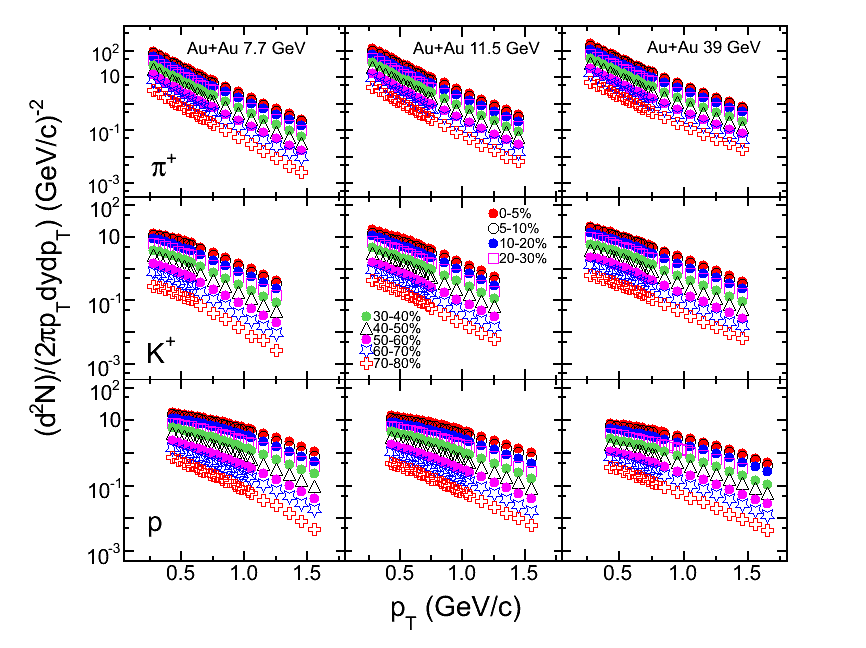 Au+Au 7.7 GeV
Au+Au 11.5 GeV
Au+Au 39 GeV
10²
10
10⁻¹
10⁻³
π⁺
10²
10
10⁻¹
10⁻³
K⁺
0-5%
5-10%
10-20%
20-30%
30-40%
40-50%
50-60%
60-70%
70-80%
10²
10
10⁻¹
10⁻³
p
0.5 1.0 1.5 0.5 1.0 1.5 0.5 1.0 1.5
p_T (GeV/c)
(d²N)/(2πp_T dydp_T) (GeV/c)⁻²